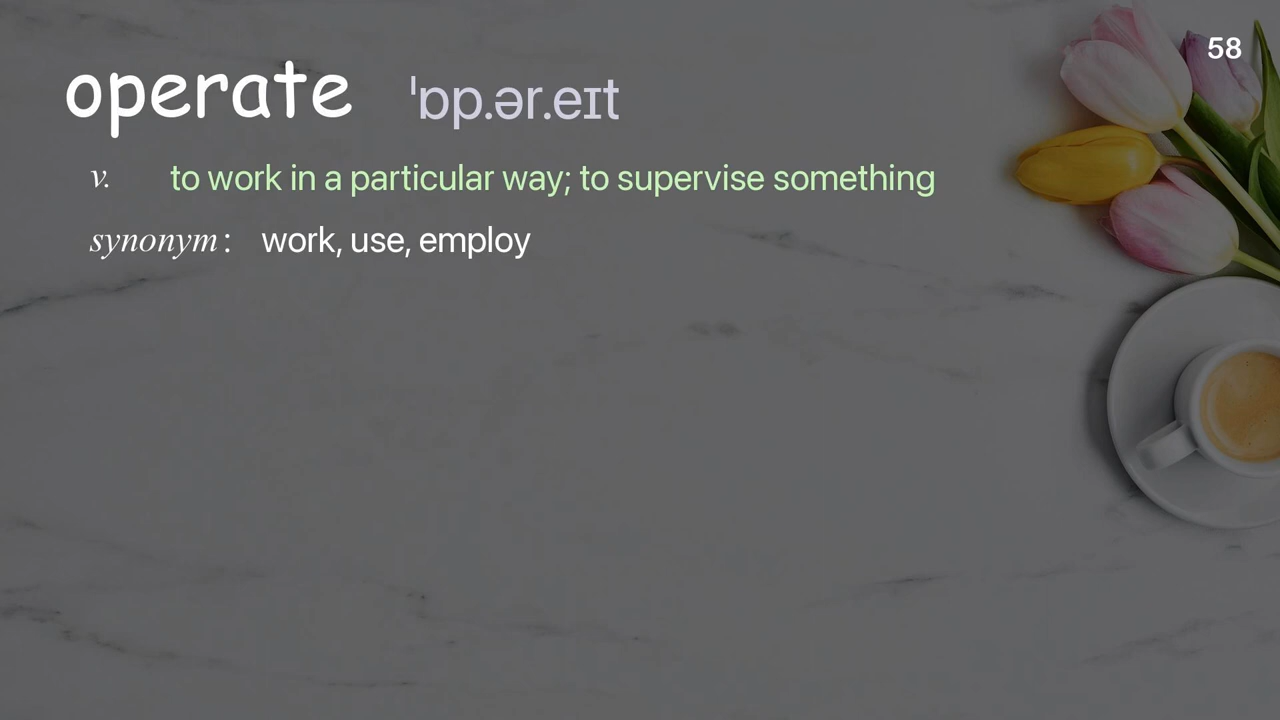 58
operate ˈɒp.ər.eɪt
v. to work in a particular way; to supervise something
synonym: work, use, employ